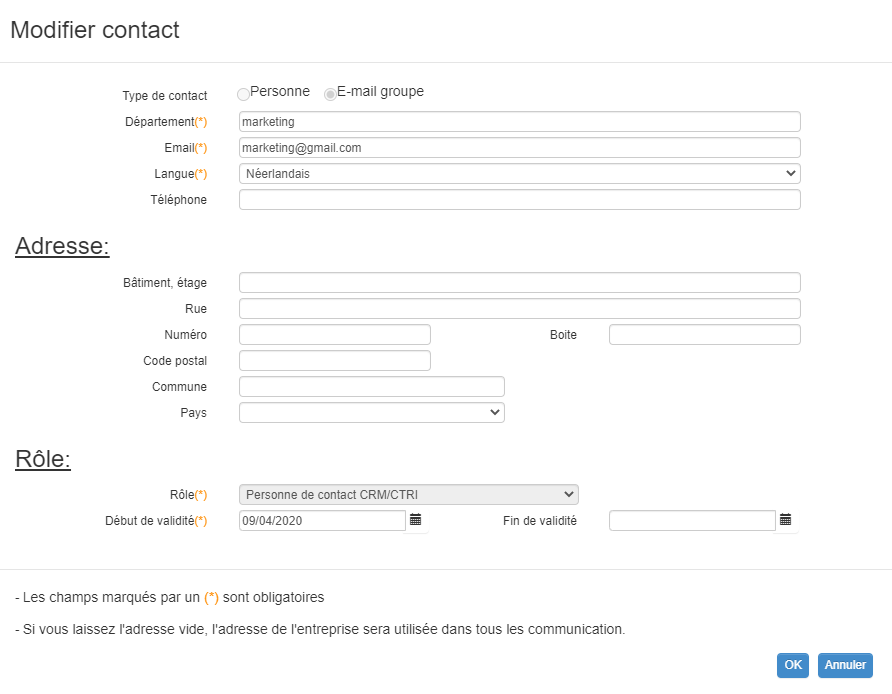 Modifier contact
Type de contact Personne E-mail groupe
Département(*) marketing
Email(*) marketing@gmail.com
Langue(*) Néerlandais
Téléphone
Adresse:
Bâtiment, étage
Rue
Numéro Boite
Code postal
Commune
Pays
Rôle:
Rôle(*) Personne de contact CRM/CTRI
Début de validité(*) 09/04/2020 Fin de validité
- Les champs marqués par un (*) sont obligatoires
- Si vous laissez l'adresse vide, l'adresse de l'entreprise sera utilisée dans tous les communication.
OK Annuler